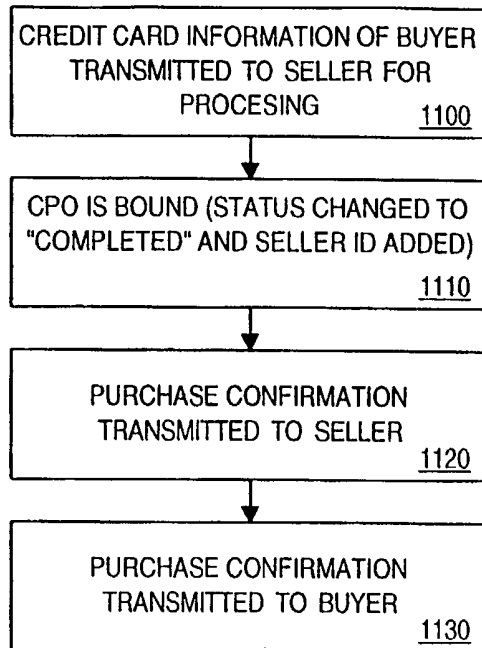 CREDIT CARD INFORMATION OF BUYER
TRANSMITTED TO SELLER FOR
PROCESING
1100
CPO IS BOUND (STATUS CHANGED TO
"COMPLETED" AND SELLER ID ADDED)
1110
PURCHASE CONFIRMATION
TRANSMITTED TO SELLER
1120
PURCHASE CONFIRMATION
TRANSMITTED TO BUYER
1130